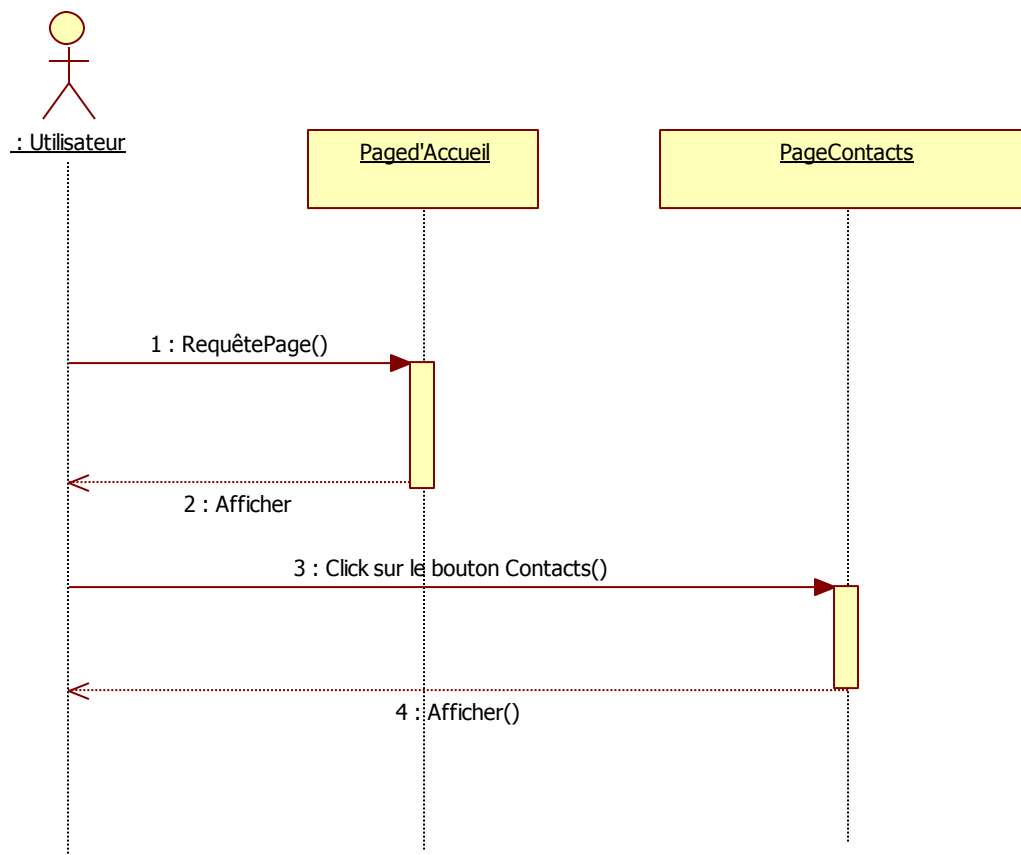 : Utilisateur
Paged'Accueil
PageContacts
1 : RequêtePage()
2 : Afficher
3 : Click sur le bouton Contacts()
4 : Afficher()